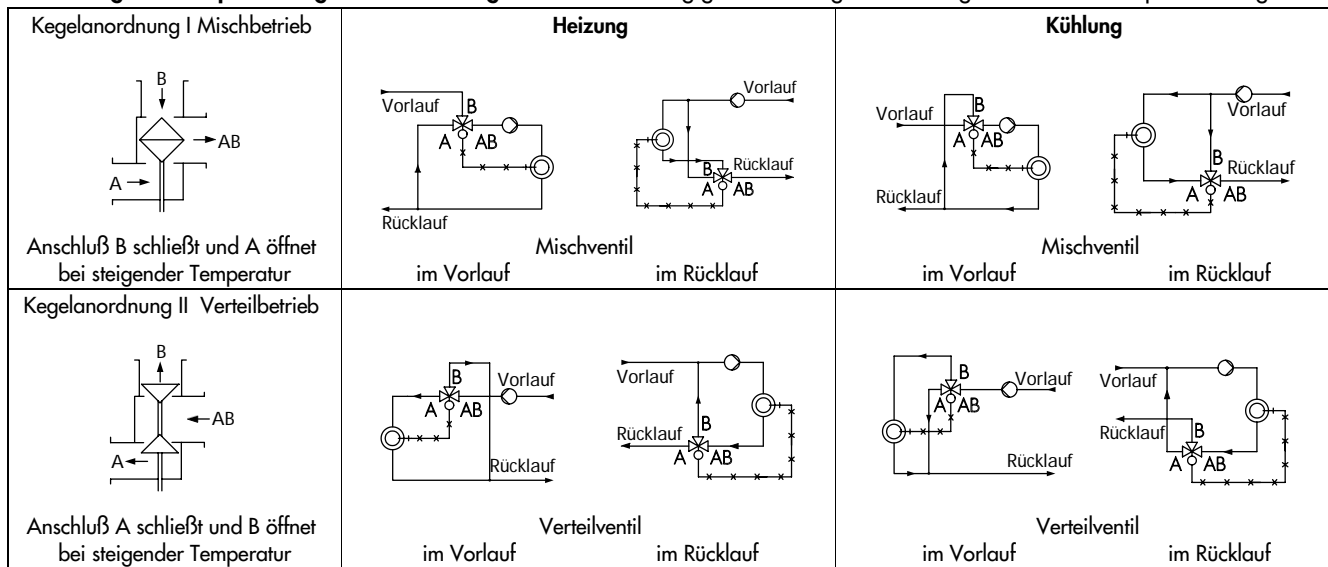 Kegelanordnung I Mischbetrieb
B
AB
A
Anschluß B schließt und A öffnet
bei steigender Temperatur
Heizung
Vorlauf
B
A
AB
Rücklauf
Vorlauf
B
Rücklauf
A
AB
Mischventil
im Vorlauf
im Rücklauf
Kühlung
Vorlauf
B
A
AB
Rücklauf
Vorlauf
B
Rücklauf
A
AB
Mischventil
im Vorlauf
im Rücklauf
Kegelanordnung II Verteilbetrieb
B
AB
A
Anschluß A schließt und B öffnet
bei steigender Temperatur
B
Vorlauf
A
AB
Rücklauf
Vorlauf
B
Rücklauf
A
AB
Verteilventil
im Vorlauf
im Rücklauf
B
Vorlauf
A
AB
Rücklauf
Vorlauf
B
Rücklauf
A
AB
Verteilventil
im Vorlauf
im Rücklauf